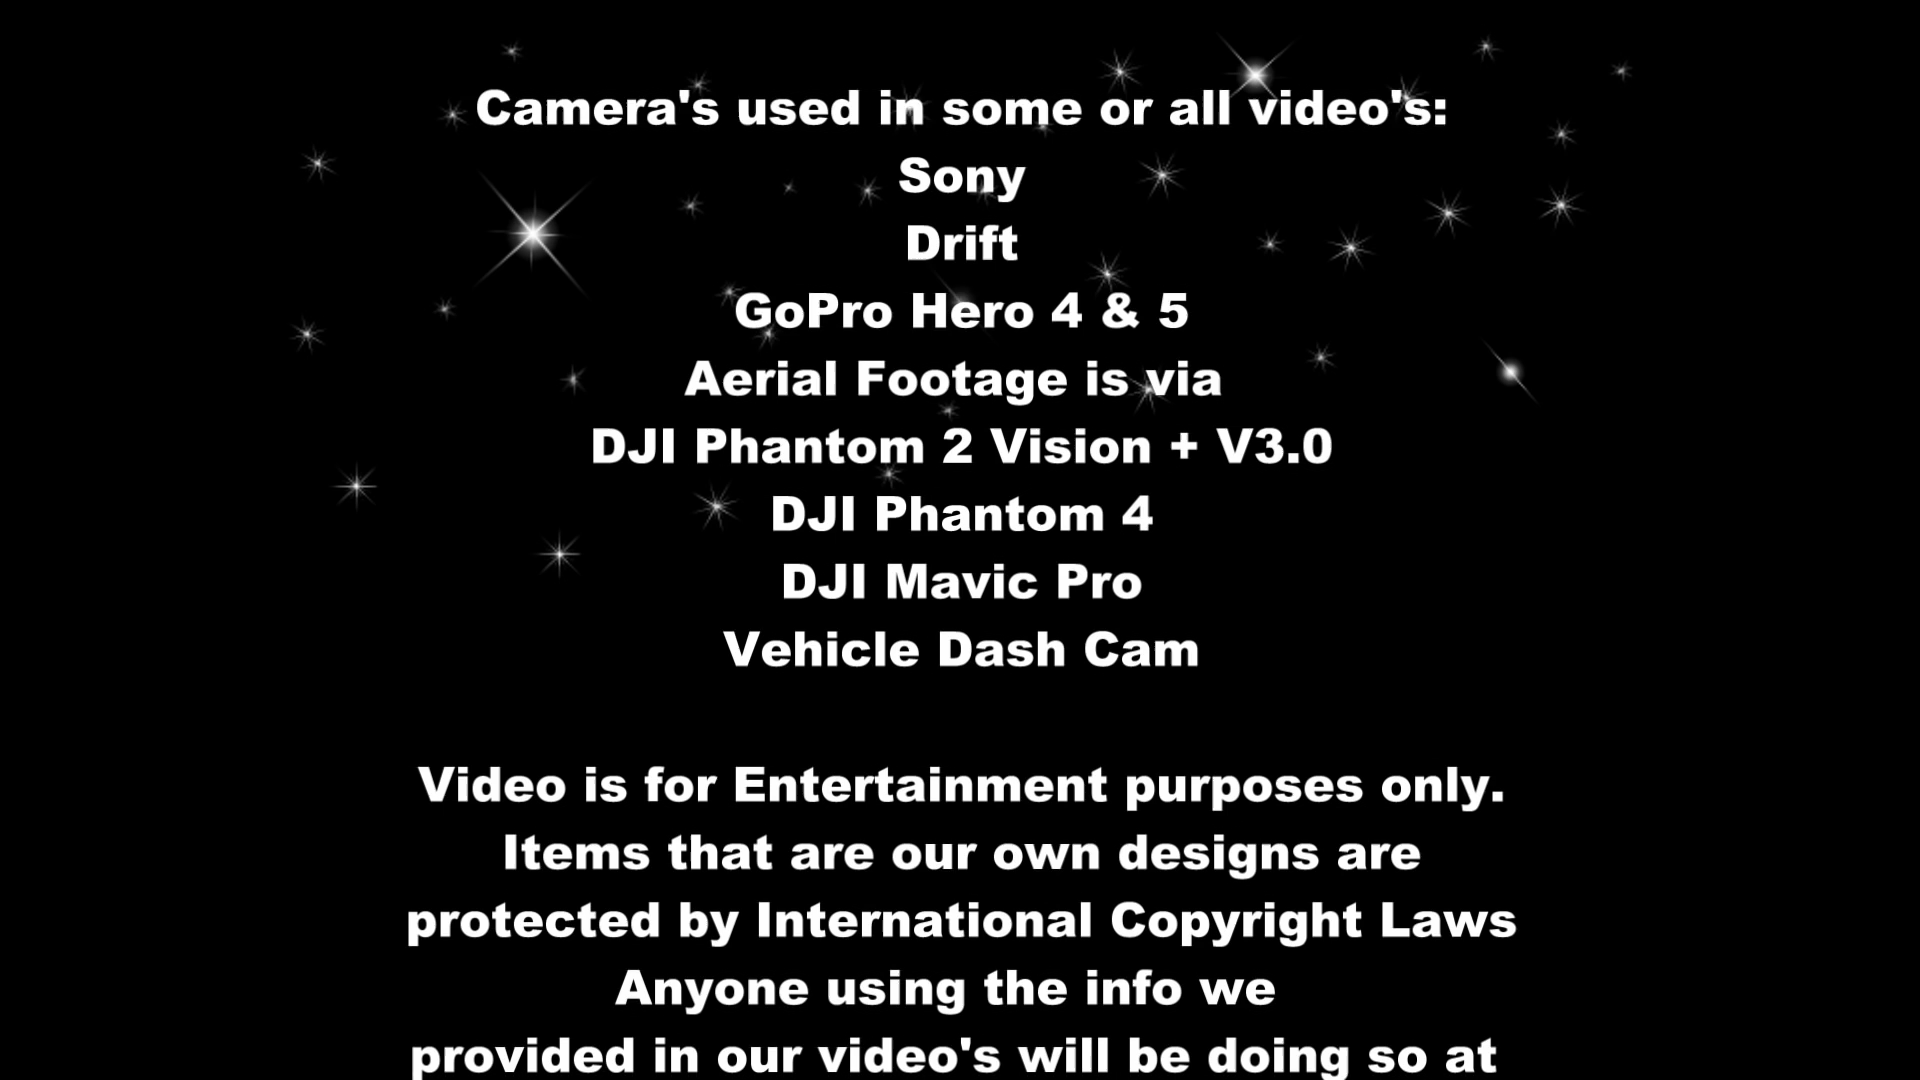 Camera's used in some or all video's:
Sony
Drift
GoPro Hero 4 & 5
Aerial Footage is via
DJI Phantom 2 Vision + V3.0
DJI Phantom 4
DJI Mavic Pro
Vehicle Dash Cam
Video is for Entertainment purposes only.
Items that are our own designs are
protected by International Copyright Laws
Anyone using the info we
provided in our video's will be doing so at